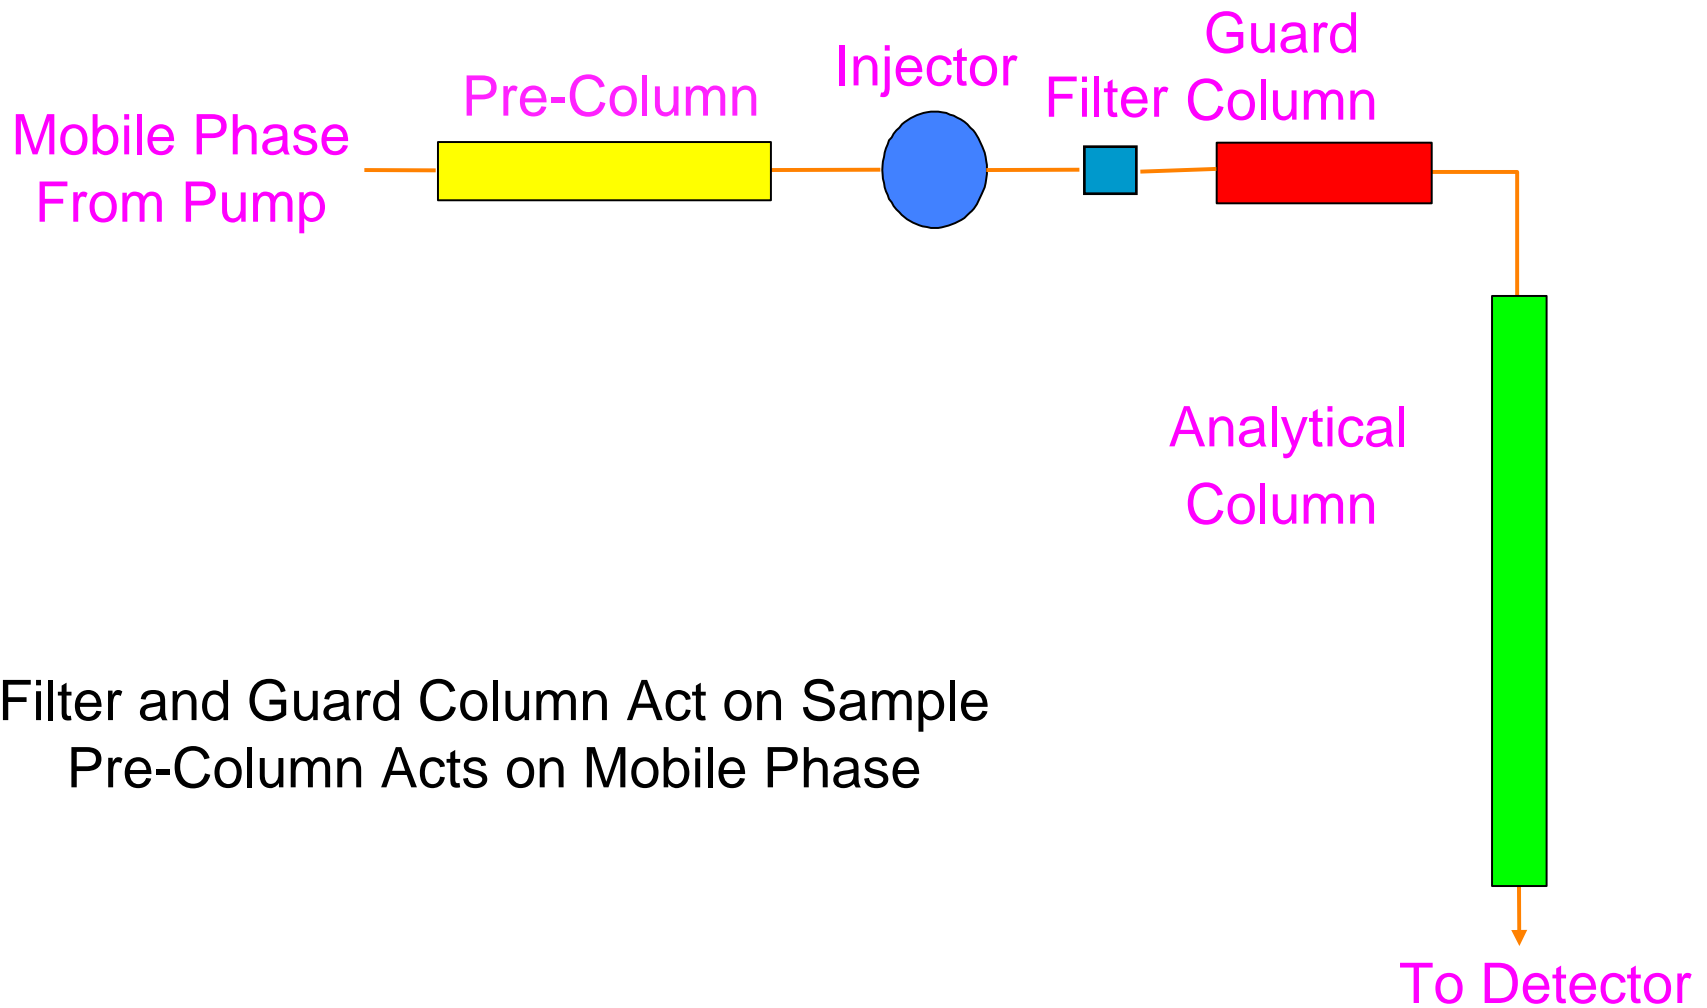 Mobile Phase
From Pump
Pre-Column
Injector
Filter
Guard
Column
Analytical
Column
Filter and Guard Column Act on Sample
Pre-Column Acts on Mobile Phase
To Detector